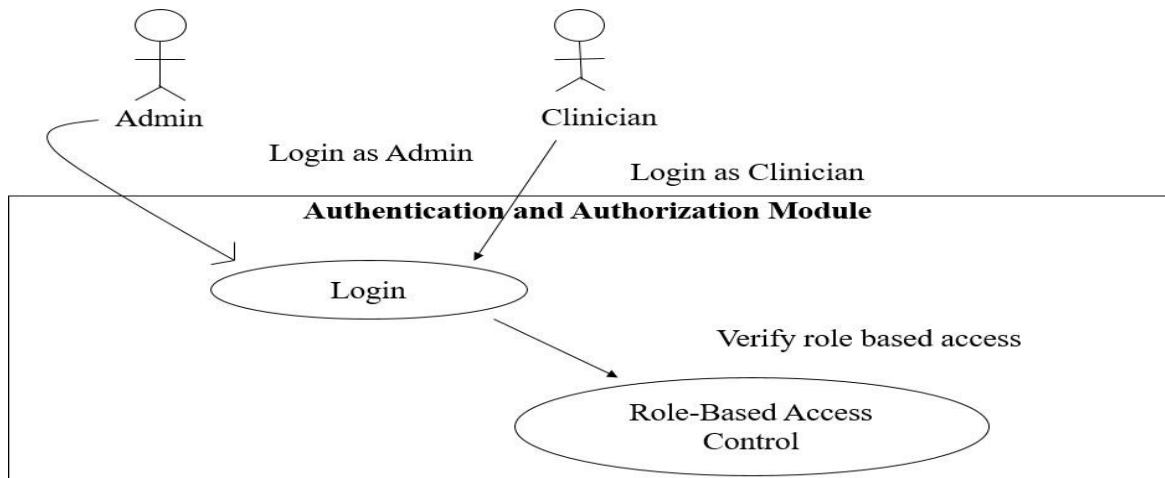 Admin
Clinician
Login as Admin
Login as Clinician
Authentication and Authorization Module
Login
Verify role based access
Role-Based Access
Control